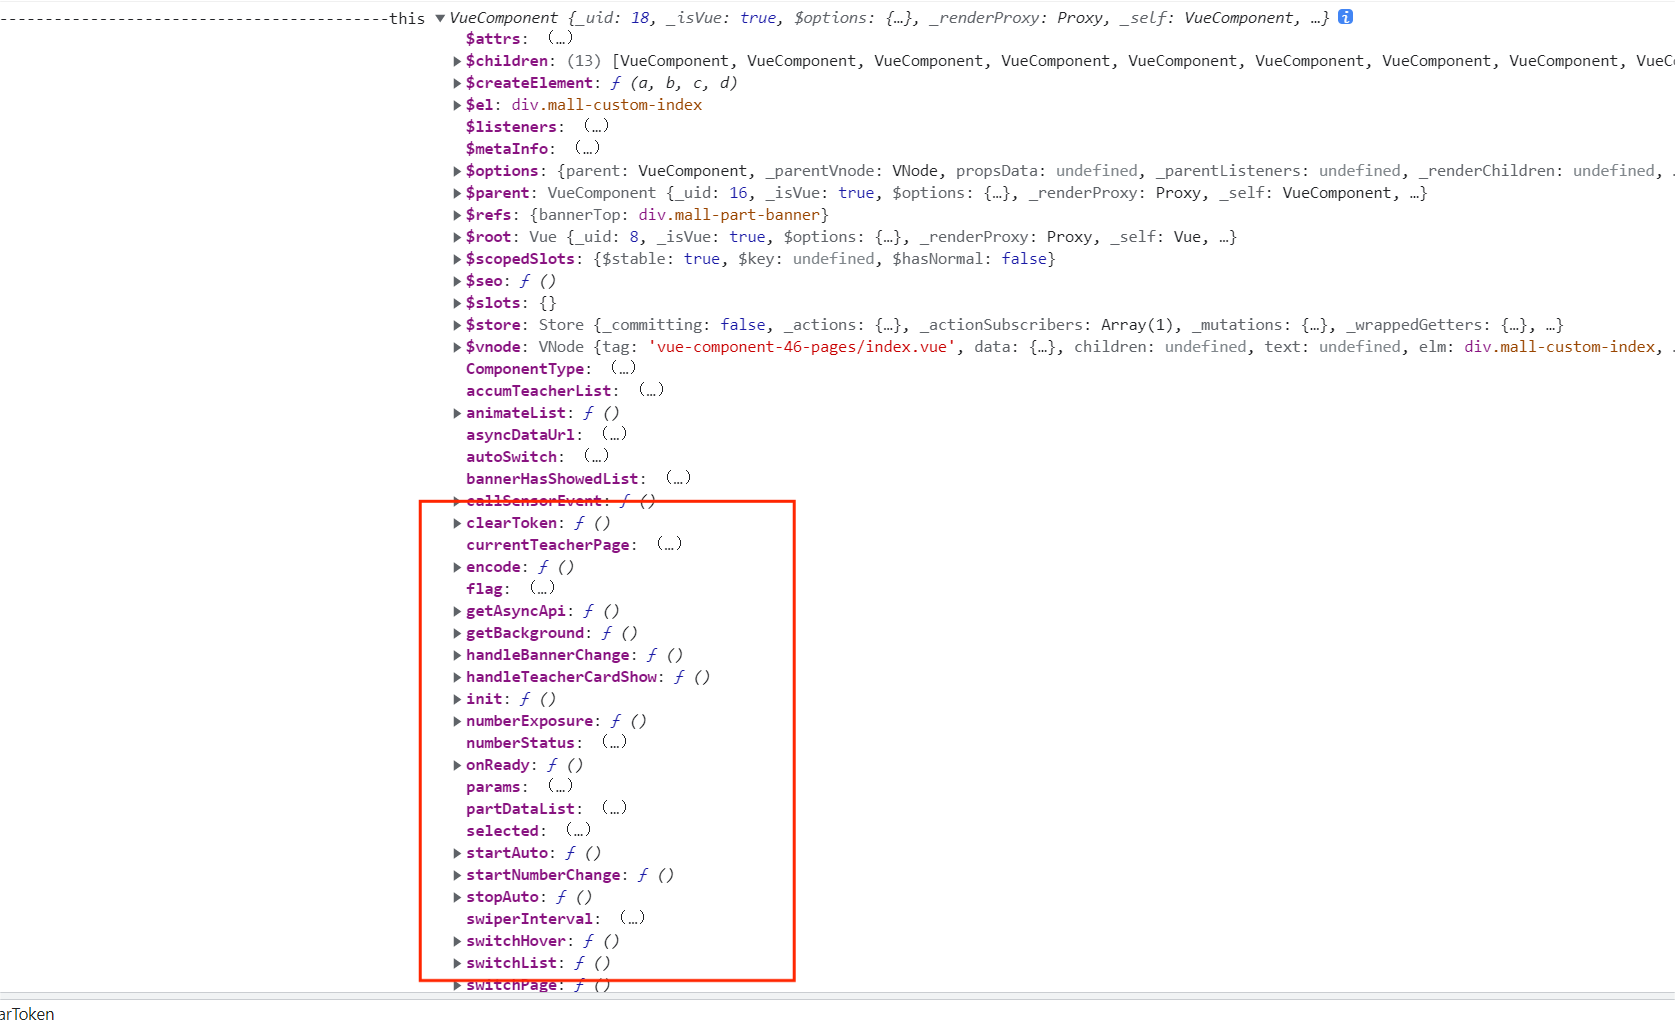 -------------------------------------------this ▼VueComponent {_uid: 18, _isVue: true, $options: {…}, _renderProxy: Proxy, _self: VueComponent, …} i
$attrs: (…)
▶$children: (13) [VueComponent, VueComponent, VueComponent, VueComponent, VueComponent, VueComponent, VueComponent, VueComponent, VueC
▶$createElement: ƒ (a, b, c, d)
▶$el: div.mall-custom-index
$listeners: (…)
$metaInfo: (…)
▶$options: {parent: VueComponent, _parentVnode: VNode, propsData: undefined, _parentListeners: undefined, _renderChildren: undefined, .
▶$parent: VueComponent {_uid: 16, _isVue: true, $options: {…}, _renderProxy: Proxy, _self: VueComponent, …}
▶$refs: {bannerTop: div.mall-part-banner}
▶$root: Vue {_uid: 8, _isVue: true, $options: {…}, _renderProxy: Proxy, _self: Vue, …}
▶$scopedSlots: {$stable: true, $key: undefined, $hasNormal: false}
▶$seo: ƒ ()
▶$slots: {}
▶$store: Store {_committing: false, _actions: {…}, _actionSubscribers: Array(1), _mutations: {…}, _wrappedGetters: {…}, …}
▶$vnode: VNode {tag: 'vue-component-46-pages/index.vue', data: {…}, children: undefined, text: undefined, elm: div.mall-custom-index, .
ComponentType: (…)
accumTeacherList: (…)
▶animateList: ƒ ()
asyncDataUrl: (…)
autoSwitch: (…)
bannerHasShowedList: (…)
▶callSensorEvent: ƒ ()
▶clearToken: ƒ ()
currentTeacherPage: (…)
▶encode: ƒ ()
flag: (…)
▶getAsyncApi: ƒ ()
▶getBackground: ƒ ()
▶handleBannerChange: ƒ ()
▶handleTeacherCardShow: ƒ ()
▶init: ƒ ()
▶numberExposure: ƒ ()
numberStatus: (…)
▶onReady: ƒ ()
params: (…)
partDataList: (…)
selected: (…)
▶startAuto: ƒ ()
▶startNumberChange: ƒ ()
▶stopAuto: ƒ ()
swiperInterval: (…)
▶switchHover: ƒ ()
▶switchList: ƒ ()
▶switchPage: ƒ ()
arToken